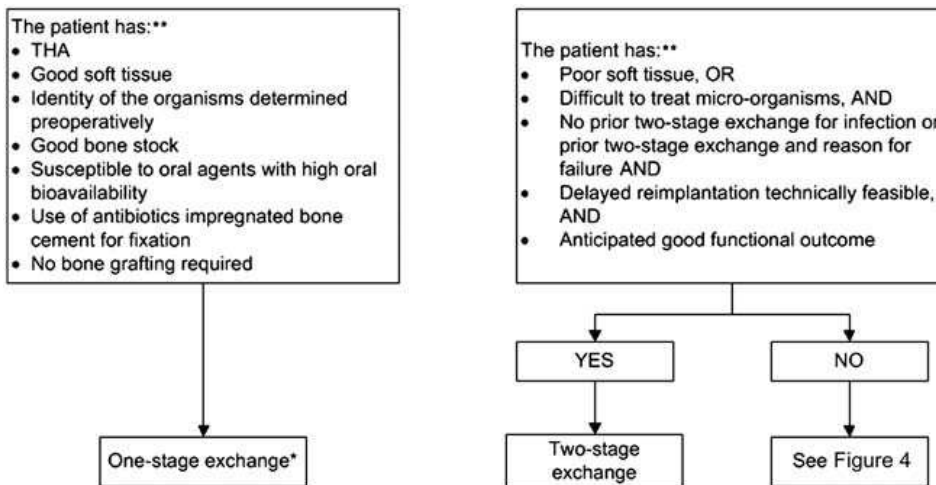 The patient has:**
• THA
• Good soft tissue
• Identity of the organisms determined
preoperatively
• Good bone stock
• Susceptible to oral agents with high oral
bioavailability
• Use of antibiotics impregnated bone
cement for fixation
• No bone grafting required
One-stage exchange*
The patient has:**
• Poor soft tissue, OR
• Difficult to treat micro-organisms, AND
• No prior two-stage exchange for infection or
prior two-stage exchange and reason for
failure AND
• Delayed reimplantation technically feasible,
AND
• Anticipated good functional outcome
YES
NO
Two-stage
exchange
See Figure 4